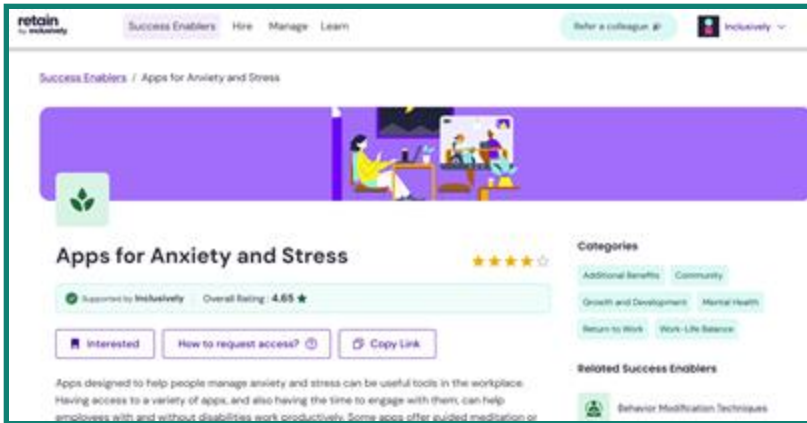 retain
by inclusively
Success Enablers Hire Manage Learn
Refer a colleague
Inclusively
Success Enablers / Apps for Anxiety and Stress
Apps for Anxiety and Stress
Supported by Inclusively Overall Rating : 4.65 ★
Interested
How to request access?
Copy Link
Apps designed to help people manage anxiety and stress can be useful tools in the workplace.
Having access to a variety of apps, and also having the time to engage with them, can help
employees with and without disabilities work productively. Some apps offer guided meditation or
Categories
Additional Benefits Community
Growth and Development Mental Health
Return to Work Work-Life Balance
Related Success Enablers
Behavior Modification Techniques